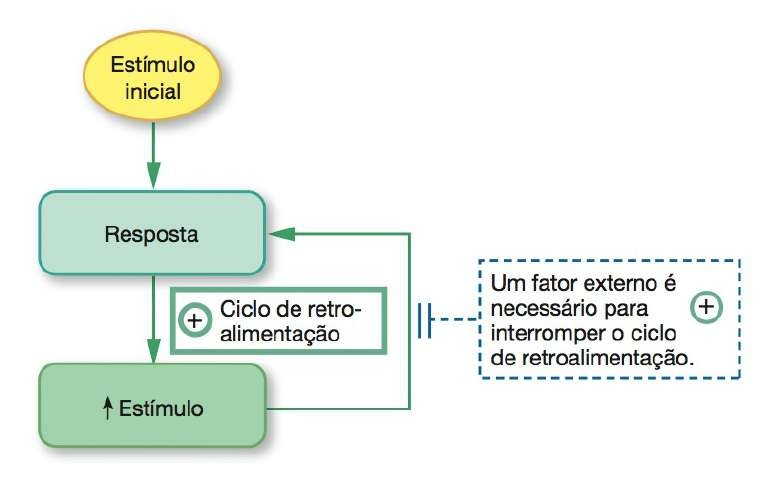 Estímulo
inicial
Resposta
+ Ciclo de retro-
alimentação
Um fator externo é
necessário para +
interromper o ciclo
de retroalimentação.
↑ Estímulo